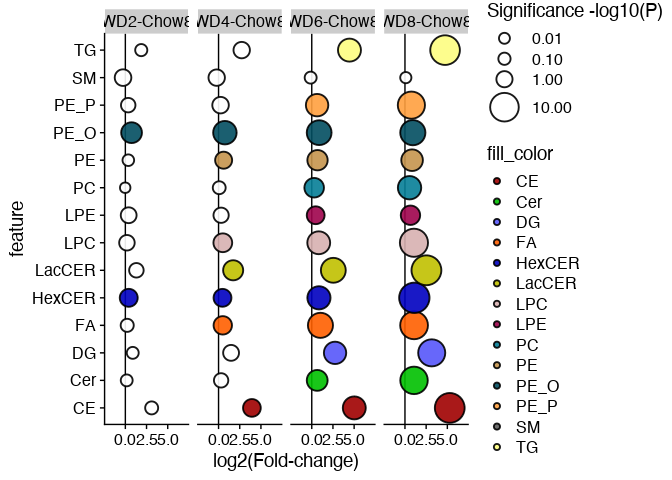 WD2-Chow8 WD4-Chow8 WD6-Chow8 WD8-Chow8
TG
SM
PE_P
PE_O
PE
PC
LPE
LPC
LacCER
HexCER
FA
DG
Cer
CE
feature
0.02.55.0 0.02.55.0 0.02.55.0 0.02.55.0
log2(Fold-change)
Significance -log10(P)
0.01
0.10
1.00
10.00
fill_color
CE
Cer
DG
FA
HexCER
LacCER
LPC
LPE
PC
PE
PE_O
PE_P
SM
TG